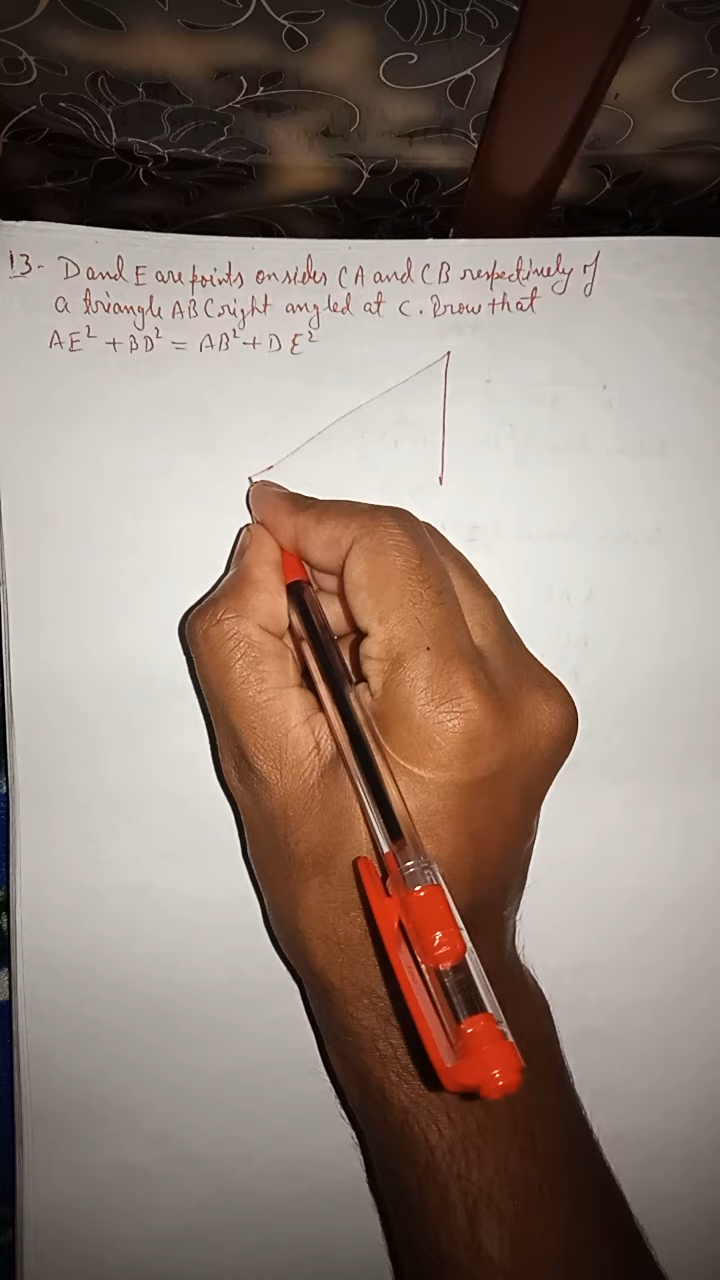 13- D and E are points on sides CA and CB respectively of
a triangle ABC right angled at C. Prove that
AE² + BD² = AB² + DE²